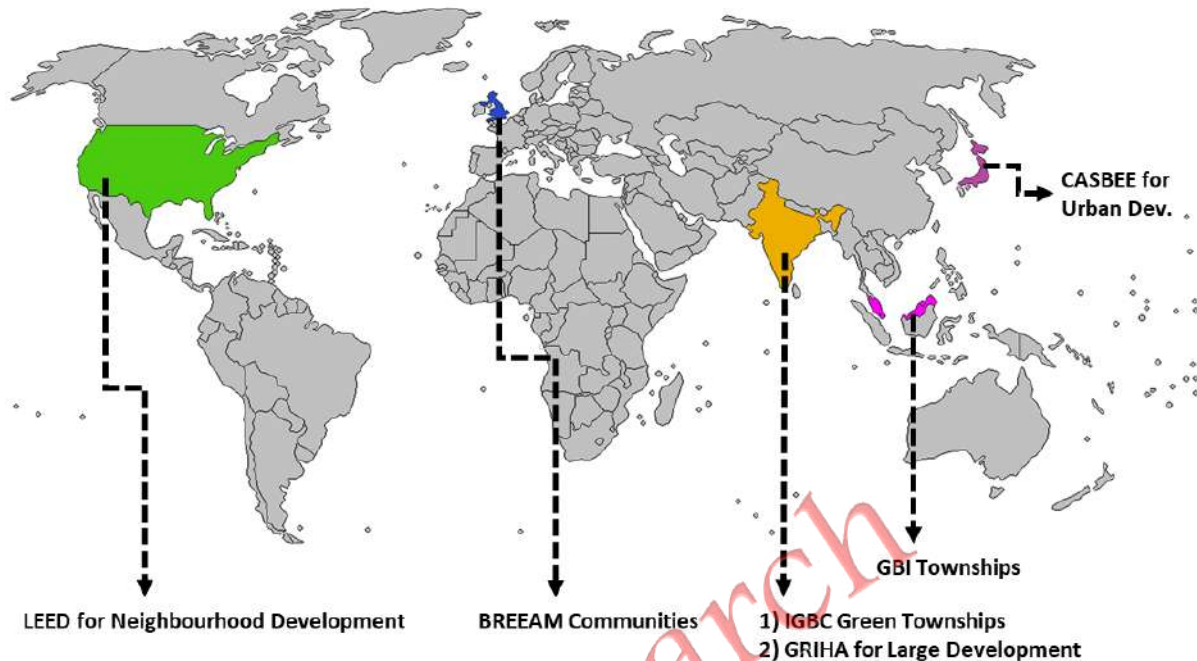 CASBEE for
Urban Dev.
GBI Townships
LEED for Neighbourhood Development
BREEAM Communities
1) IGBC Green Townships
2) GRIHA for Large Development
arch